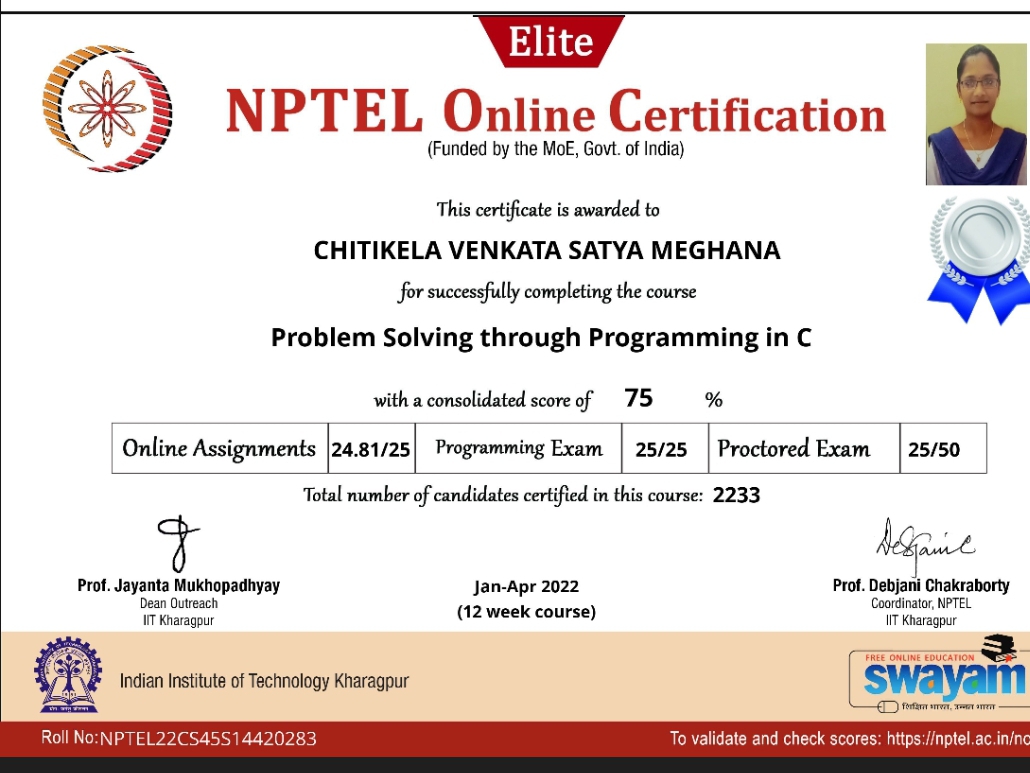 Elite
NPTEL Online Certification
(Funded by the MoE, Govt. of India)
This certificate is awarded to
CHITIKELA VENKATA SATYA MEGHANA
for successfully completing the course
Problem Solving through Programming in C
with a consolidated score of 75 %
Online Assignments 24.81/25 Programming Exam 25/25 Proctored Exam 25/50
Total number of candidates certified in this course: 2233
Prof. Jayanta Mukhopadhyay
Dean Outreach
IIT Kharagpur
Jan-Apr 2022
(12 week course)
Prof. Debjani Chakraborty
Coordinator, NPTEL
IIT Kharagpur
Indian Institute of Technology Kharagpur
FREE ONLINE EDUCATION
swayam
शिक्षित भारत, उन्नत भारत
Roll No:NPTEL22CS45S14420283
To validate and check scores: https://nptel.ac.in/noc